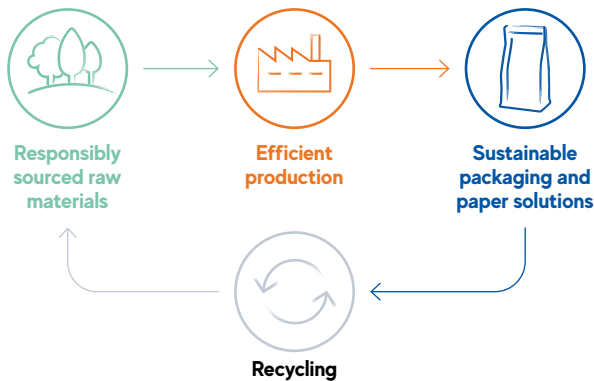 Responsibly
sourced raw
materials
Efficient
production
Sustainable
packaging and
paper solutions
Recycling